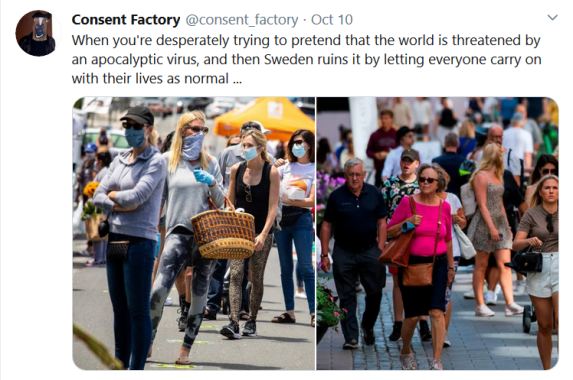 Consent Factory @consent_factory · Oct 10
When you're desperately trying to pretend that the world is threatened by
an apocalyptic virus, and then Sweden ruins it by letting everyone carry on
with their lives as normal ...